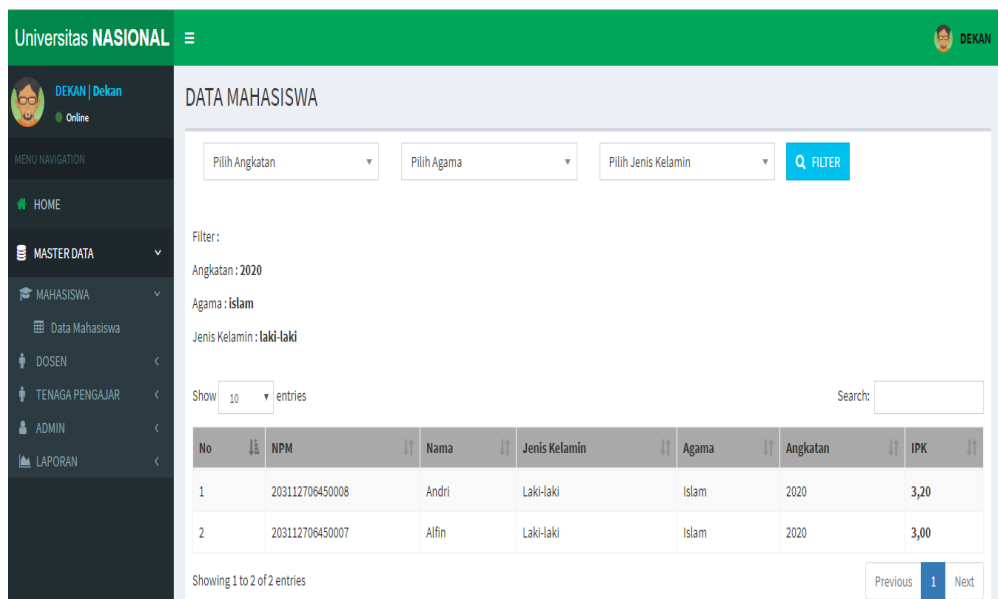 Universitas NASIONAL
DEKAN
DEKAN | Dekan
Online
MENU NAVIGATION
HOME
MASTER DATA
MAHASISWA
Data Mahasiswa
DOSEN
TENAGA PENGAJAR
ADMIN
LAPORAN
DATA MAHASISWA
Pilih Angkatan Pilih Agama Pilih Jenis Kelamin FILTER
Filter :
Angkatan : 2020
Agama : islam
Jenis Kelamin : laki-laki
Show 10 entries Search:
No NPM Nama Jenis Kelamin Agama Angkatan IPK
1 203112706450008 Andri Laki-laki Islam 2020 3,20
2 203112706450007 Alfin Laki-laki Islam 2020 3,00
Showing 1 to 2 of 2 entries Previous 1 Next